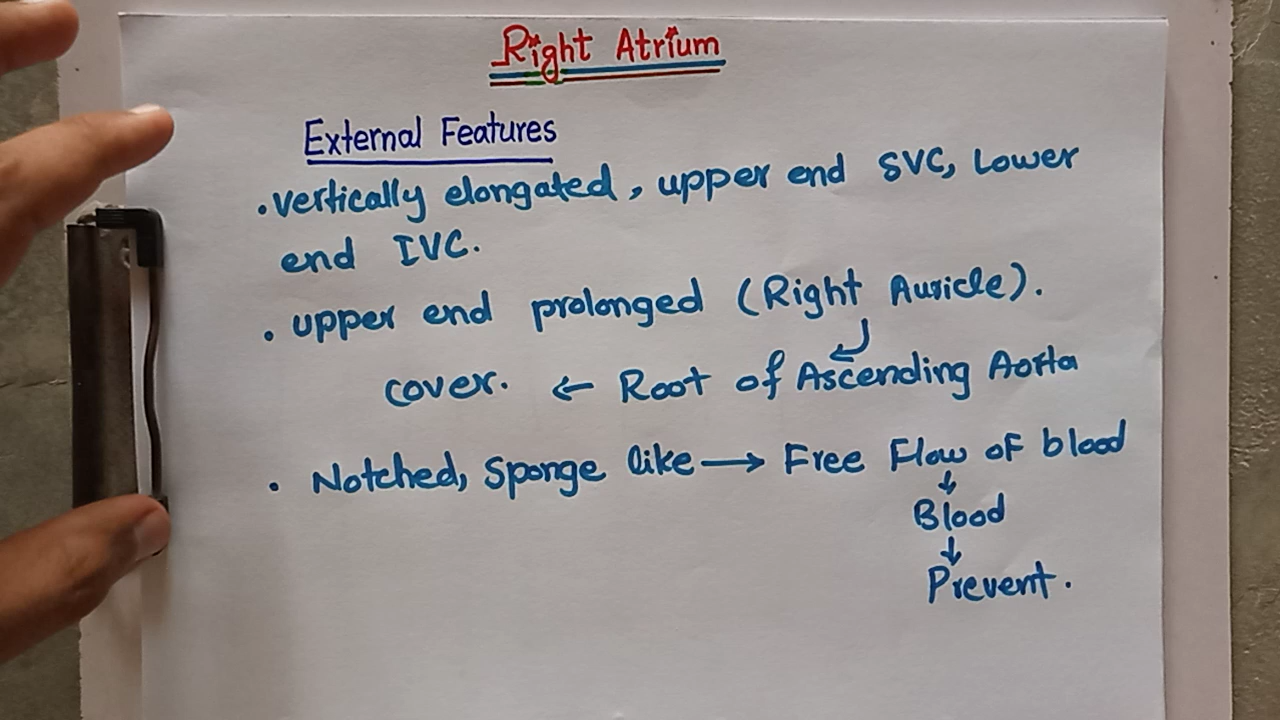 Right Atrium
External Features
. vertically elongated, upper end SVC, Lower
end IVC.
. upper end prolonged (Right Auricle).
cover. ← Root of Ascending Aorta
. Notched, Sponge like → Free Flow of blood
↓
Blood
↓
Prevent.